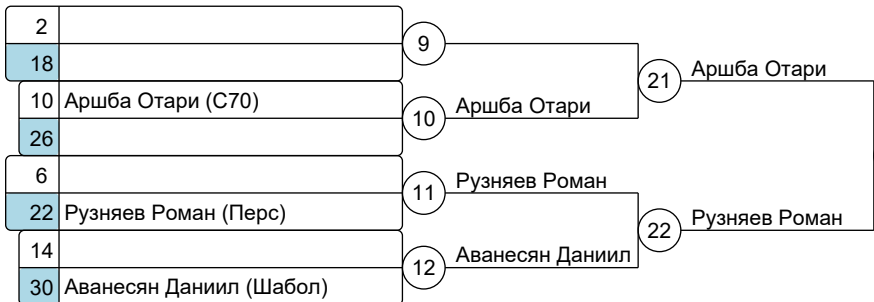 2
9
18
21 Аршба Отари
10 Аршба Отари (С70)
10 Аршба Отари
26
6
11 Рузняев Роман
22 Рузняев Роман (Перс)
22 Рузняев Роман
14
12 Аванесян Даниил
30 Аванесян Даниил (Шабол)